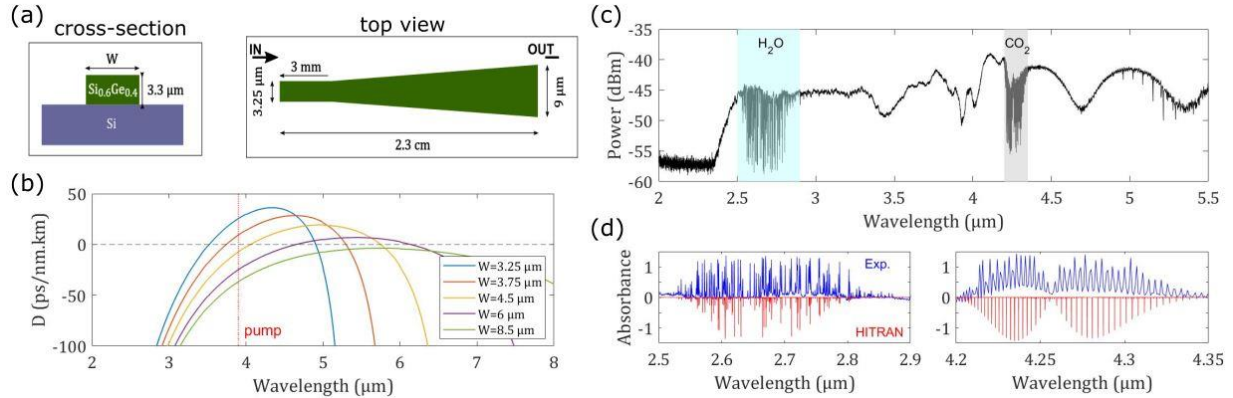 (a)
cross-section
W
Si0.6Ge0.4
3.3 μm
Si
top view
IN
OUT
3 mm
3.25 μm
9 μm
2.3 cm
(b)
50
0
-50
-100
D (ps/nm.km)
W=3.25 μm
W=3.75 μm
W=4.5 μm
W=6 μm
W=8.5 μm
pump
2 3 4 5 6 7 8
Wavelength (μm)
(c)
-35
-40
-45
-50
-55
-60
Power (dBm)
H2O
CO2
2 2.5 3 3.5 4 4.5 5 5.5
Wavelength (μm)
(d)
Absorbance
1
0
-1
Exp.
HITRAN
2.5 2.6 2.7 2.8 2.9
Wavelength (μm)
1
0
-1
4.2 4.25 4.3 4.35
Wavelength (μm)